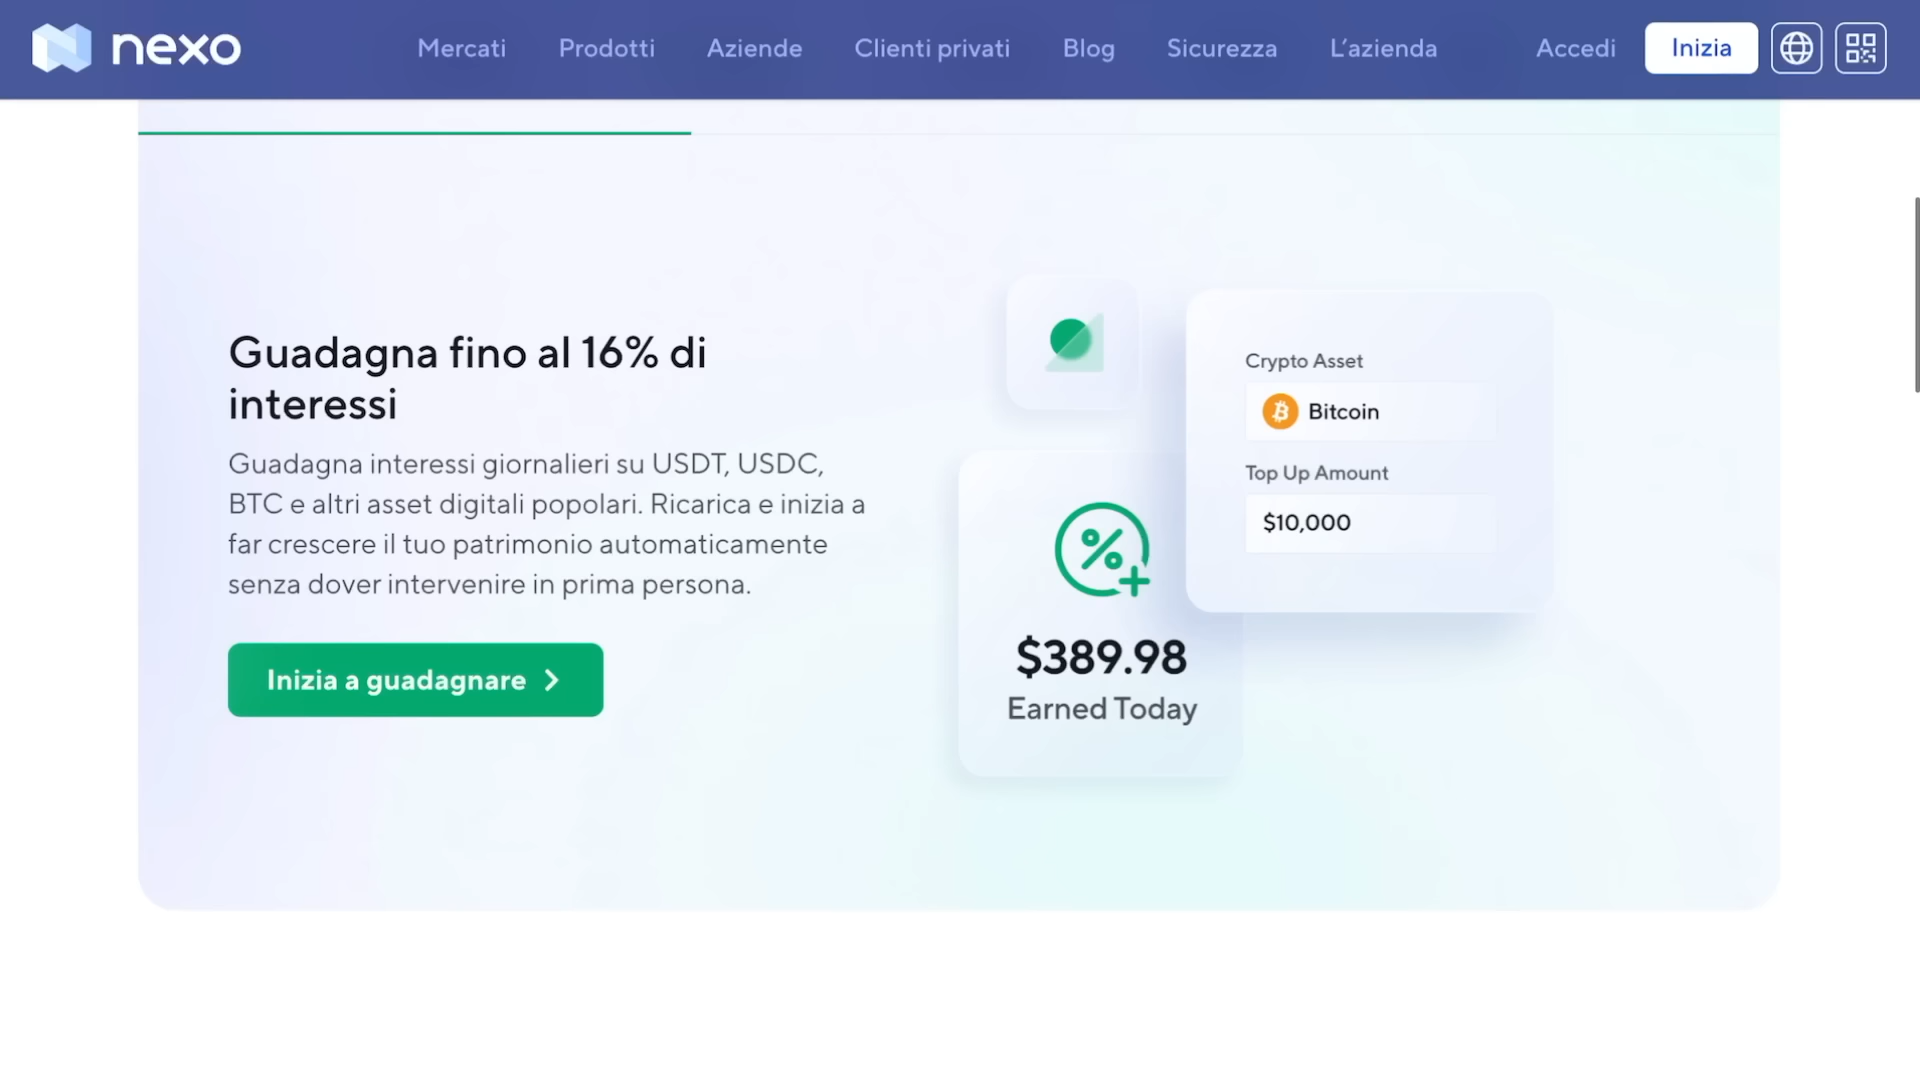 nexo
Mercati
Prodotti
Aziende
Clienti privati
Blog
Sicurezza
L’azienda
Accedi
Inizia
Guadagna fino al 16% di
interessi
Guadagna interessi giornalieri su USDT, USDC,
BTC e altri asset digitali popolari. Ricarica e inizia a
far crescere il tuo patrimonio automaticamente
senza dover intervenire in prima persona.
Inizia a guadagnare
Crypto Asset
Bitcoin
Top Up Amount
$10,000
$389.98
Earned Today